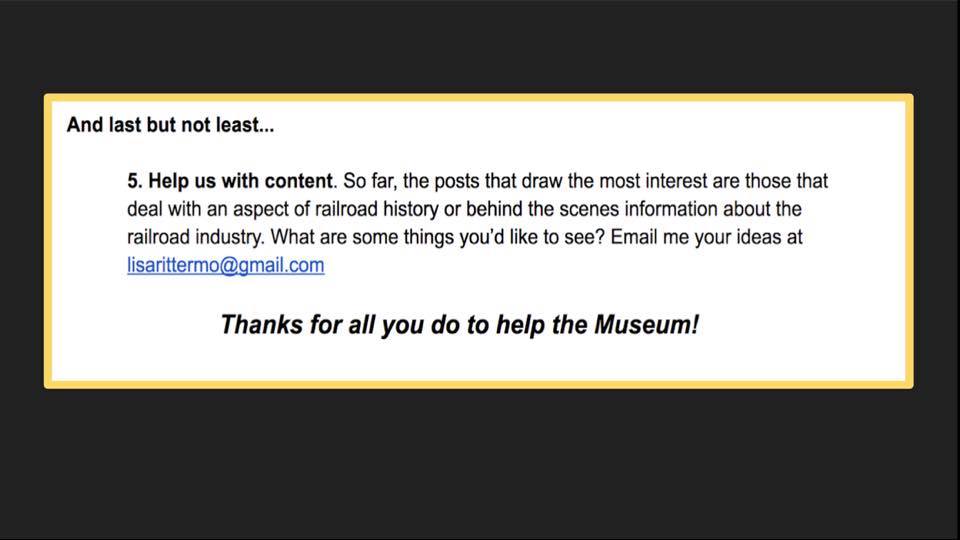 And last but not least...
5. Help us with content. So far, the posts that draw the most interest are those that
deal with an aspect of railroad history or behind the scenes information about the
railroad industry. What are some things you’d like to see? Email me your ideas at
lisarittermo@gmail.com
Thanks for all you do to help the Museum!